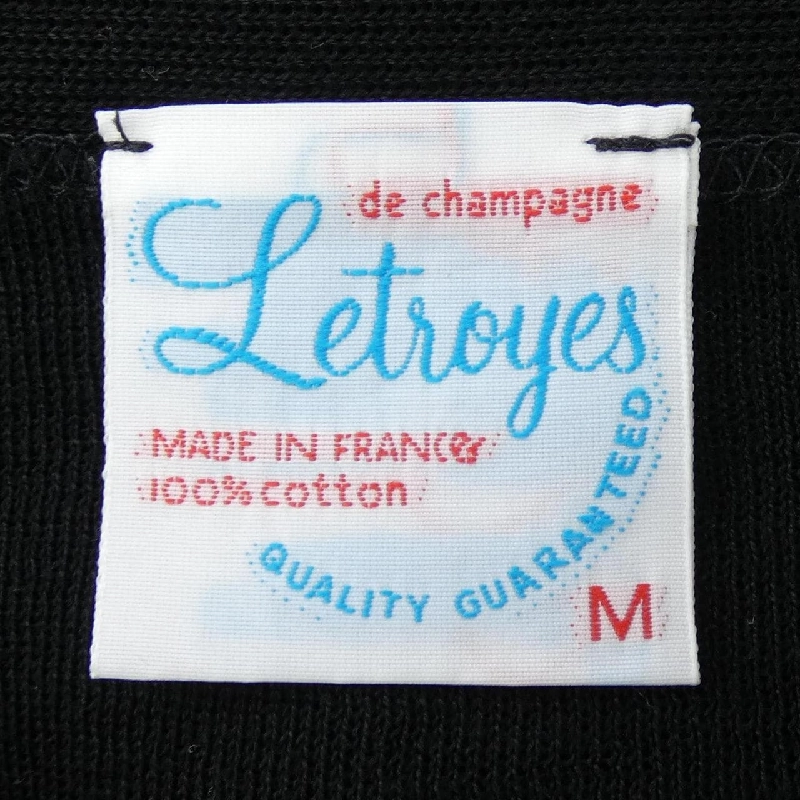 de champagne
Letroyes
MADE IN FRANCE
100% cotton
QUALITY GUARANTEED
M